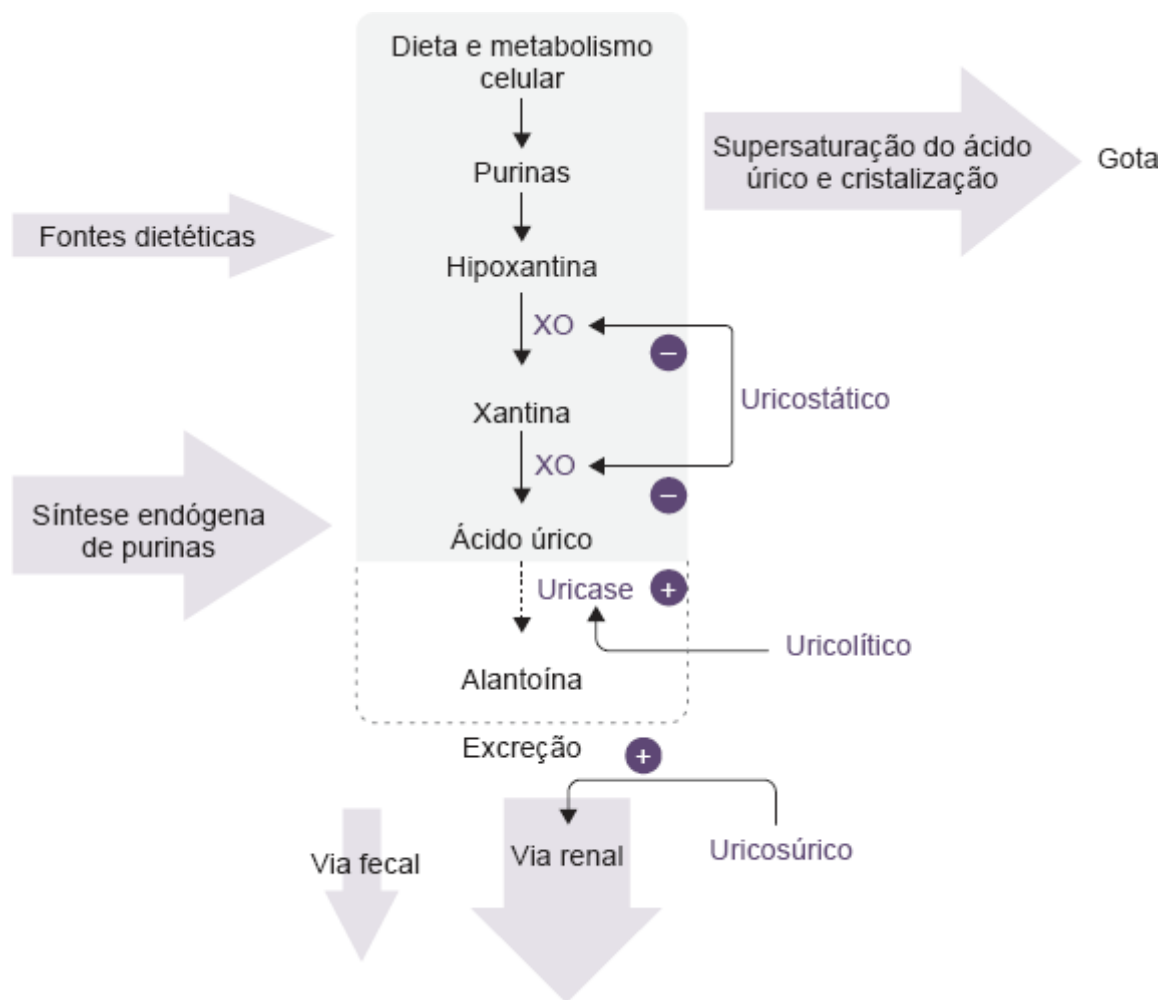 Dieta e metabolismo
celular
Purinas
Supersaturação do ácido
úrico e cristalização
Gota
Fontes dietéticas
Hipoxantina
XO
−
Uricostático
Xantina
XO
−
Síntese endógena
de purinas
Ácido úrico
Uricase
+
Uricolítico
Alantoína
Excreção
+
Via fecal
Via renal
Uricosúrico